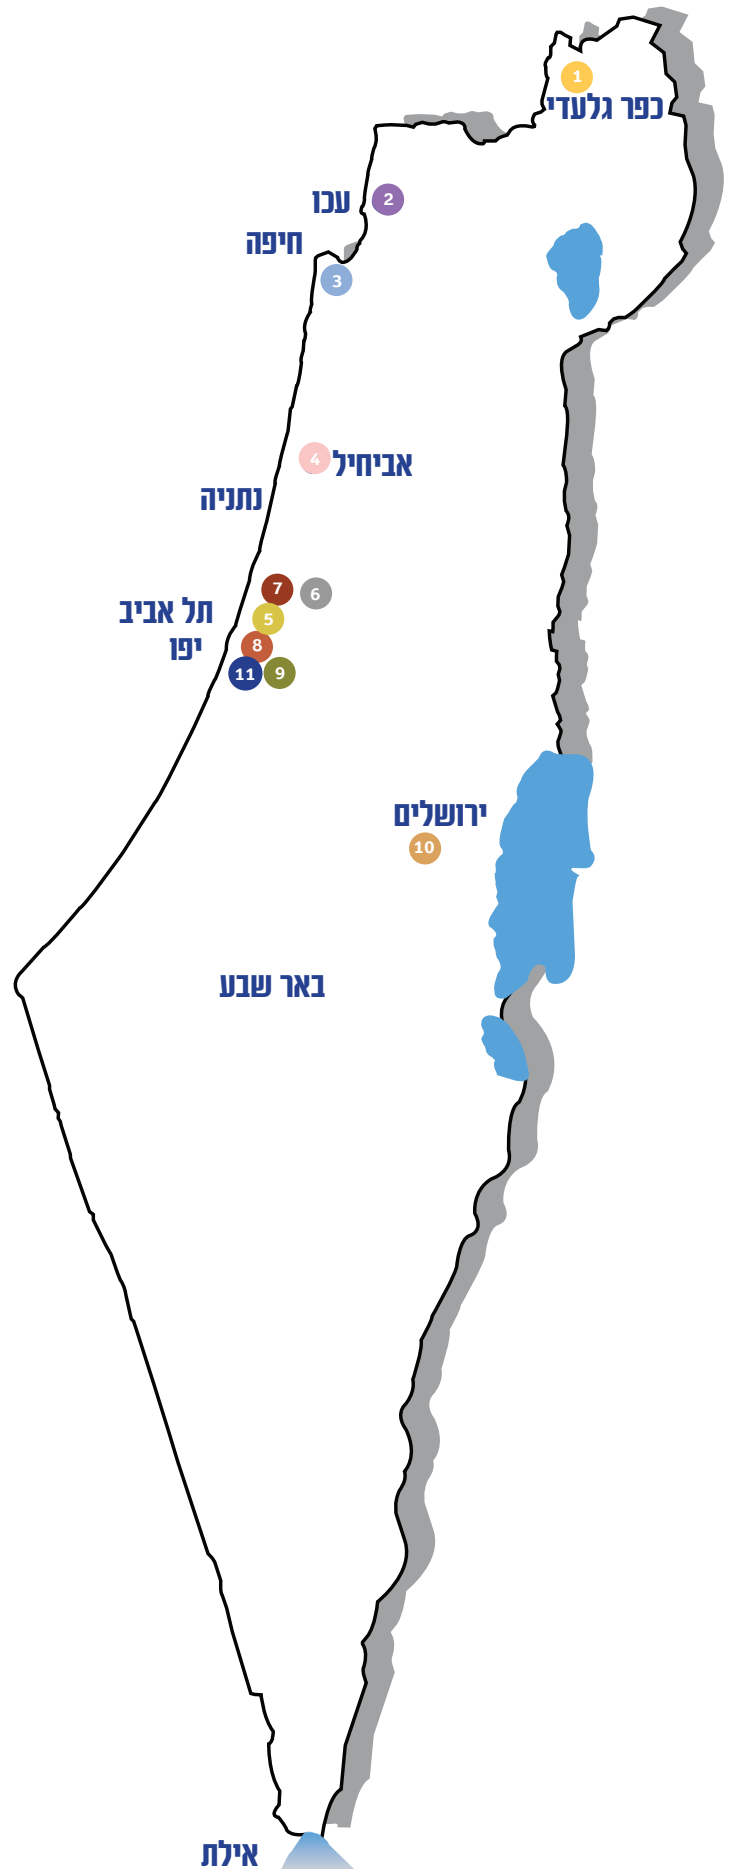 1
כפר גלעדי
עכו
2
חיפה
3
4
אביחיל
נתניה
7
6
תל אביב
5
יפו
8
11
9
ירושלים
10
באר שבע
אילת